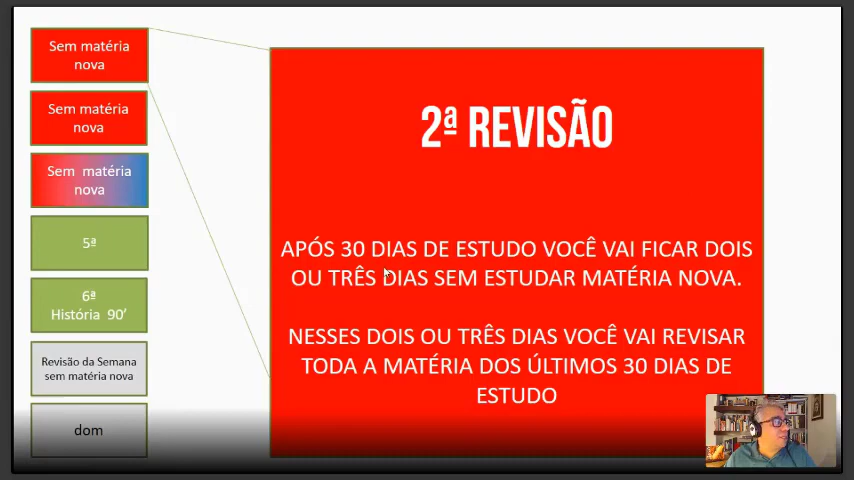 Sem matéria
nova
Sem matéria
nova
Sem matéria
nova
5ª
6ª
História 90’
Revisão da Semana
sem matéria nova
dom
2ª REVISÃO
APÓS 30 DIAS DE ESTUDO VOCÊ VAI FICAR DOIS
OU TRÊS DIAS SEM ESTUDAR MATÉRIA NOVA.
NESSES DOIS OU TRÊS DIAS VOCÊ VAI REVISAR
TODA A MATÉRIA DOS ÚLTIMOS 30 DIAS DE
ESTUDO